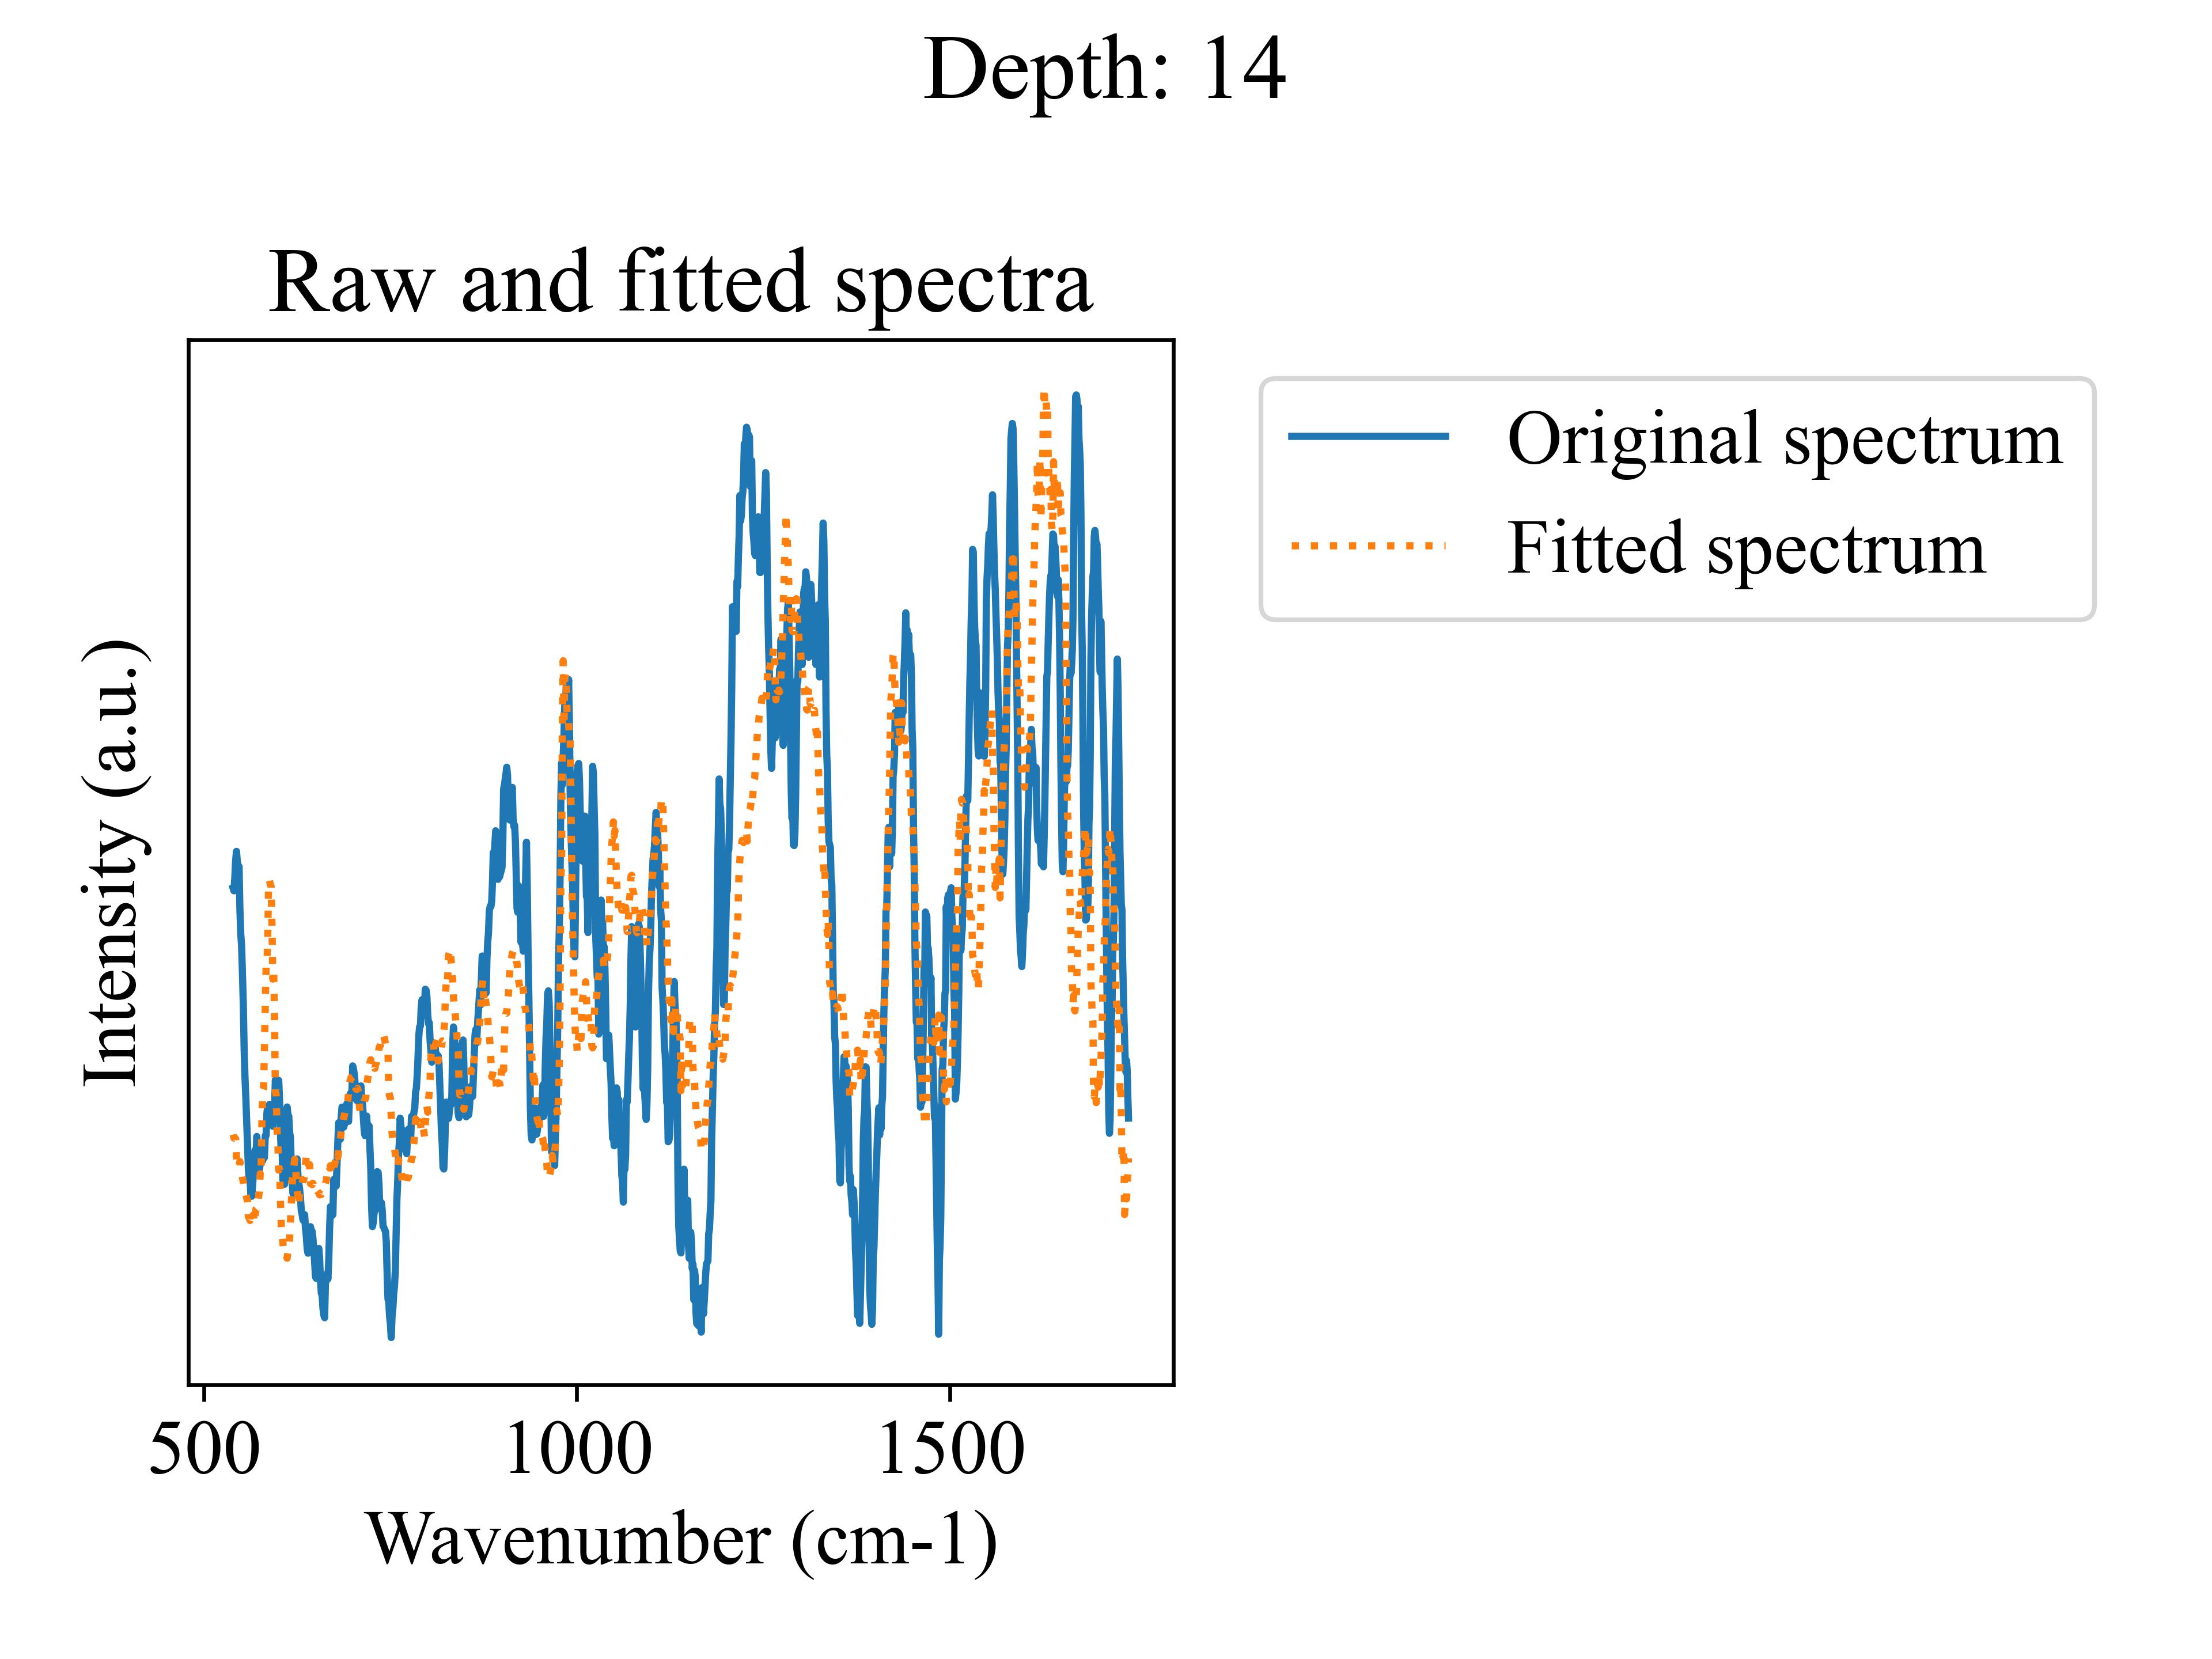 Depth: 14
Raw and fitted spectra
Original spectrum
Fitted spectrum
Intensity (a.u.)
500 1000 1500
Wavenumber (cm-1)